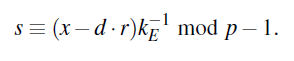 s ≡ (x − d · r)k_E^{−1} mod p − 1.